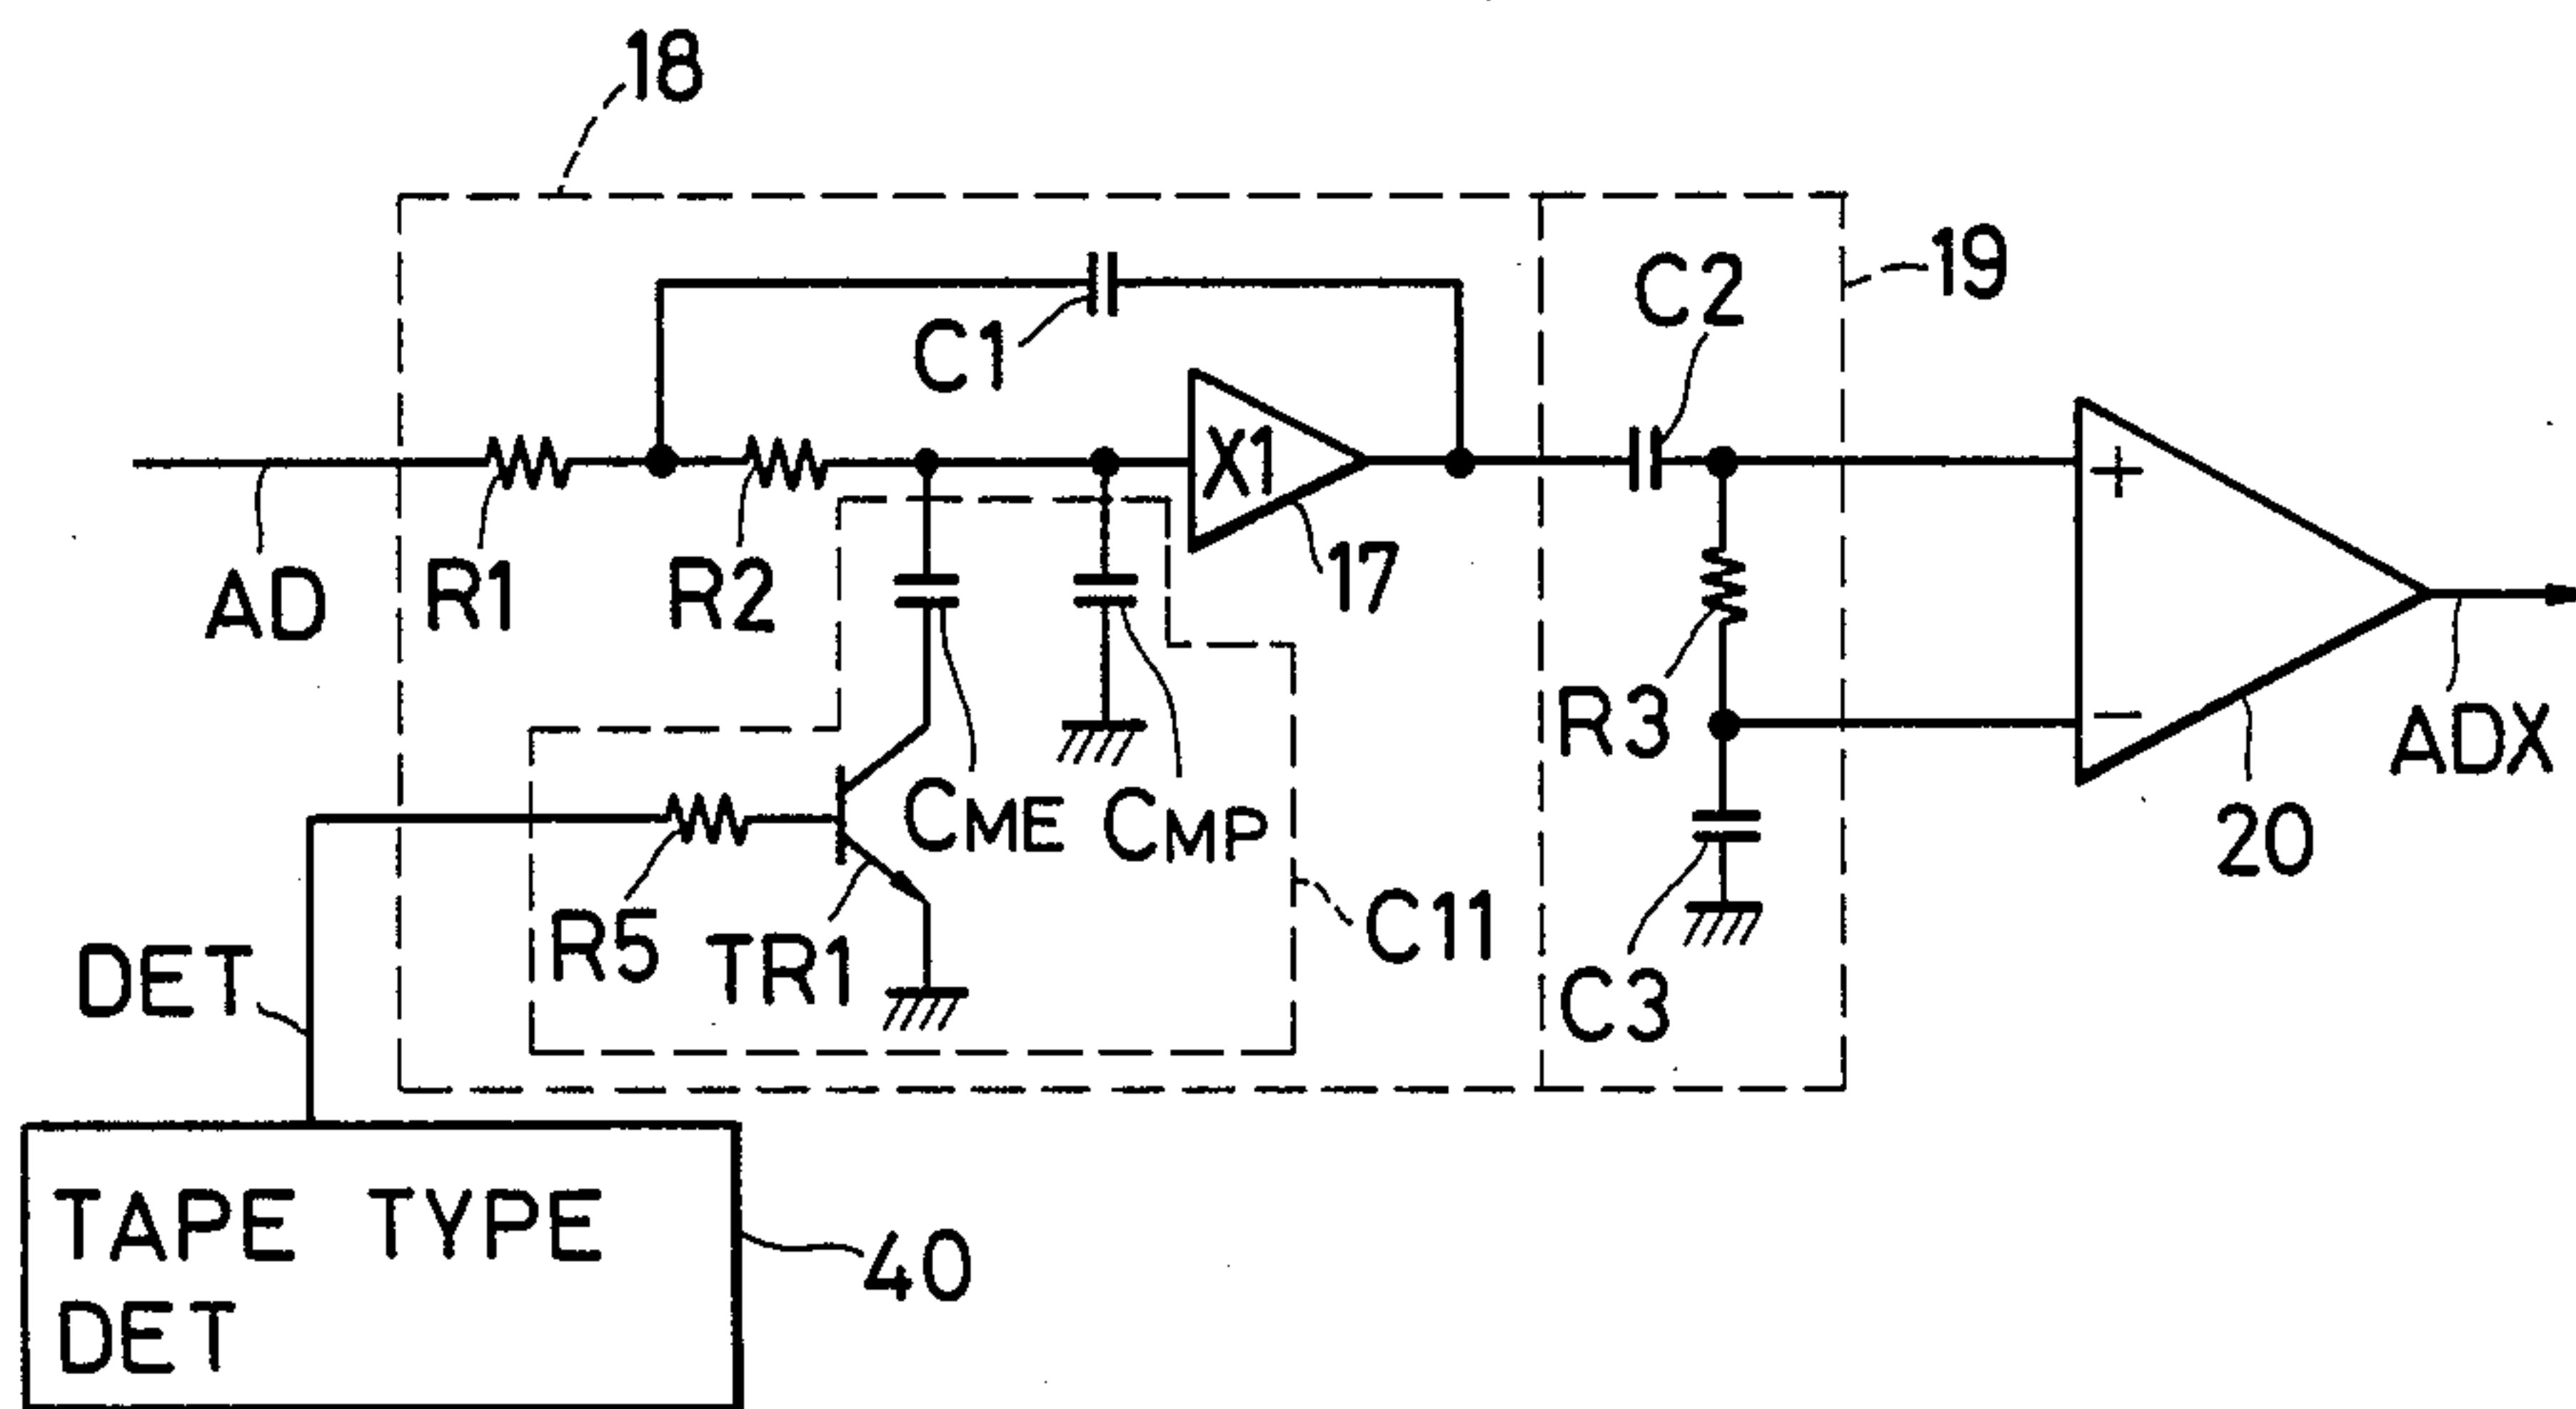 18
19
C1
C2
X1
17
+
−
AD
R1
R2
R3
ADX
CME
CMP
20
R5
TR1
C11
C3
DET
TAPE TYPE
DET
40